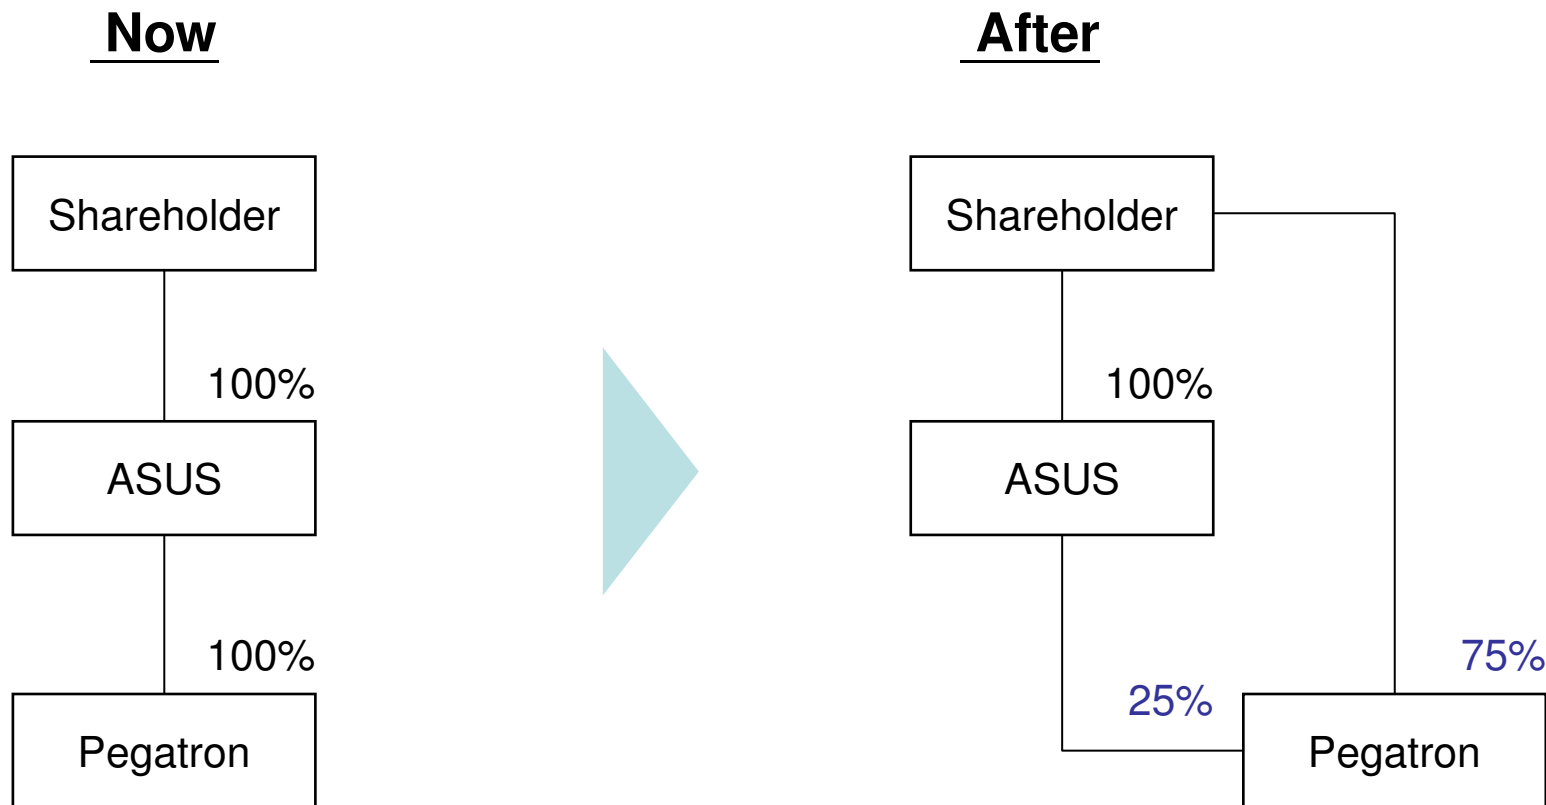 Now
After
Shareholder
Shareholder
100%
100%
ASUS
ASUS
100%
75%
25%
Pegatron
Pegatron